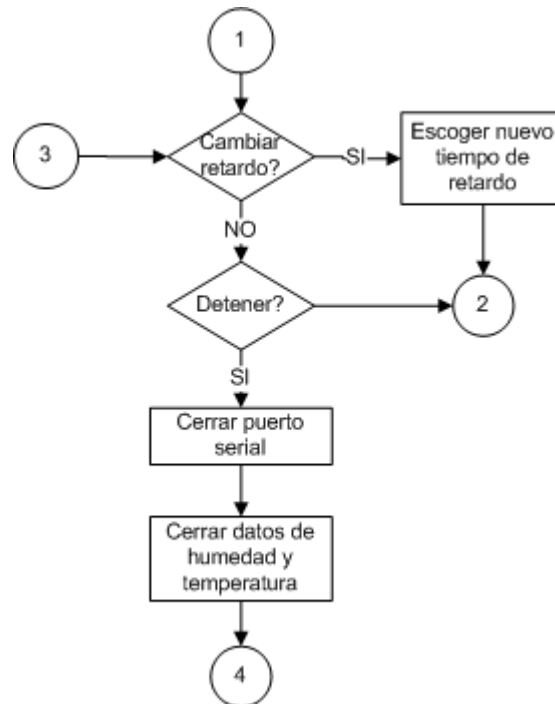 1
Cambiar
retardo?
3
SI
Escoger nuevo
tiempo de
retardo
NO
Detener?
2
SI
Cerrar puerto
serial
Cerrar datos de
humedad y
temperatura
4